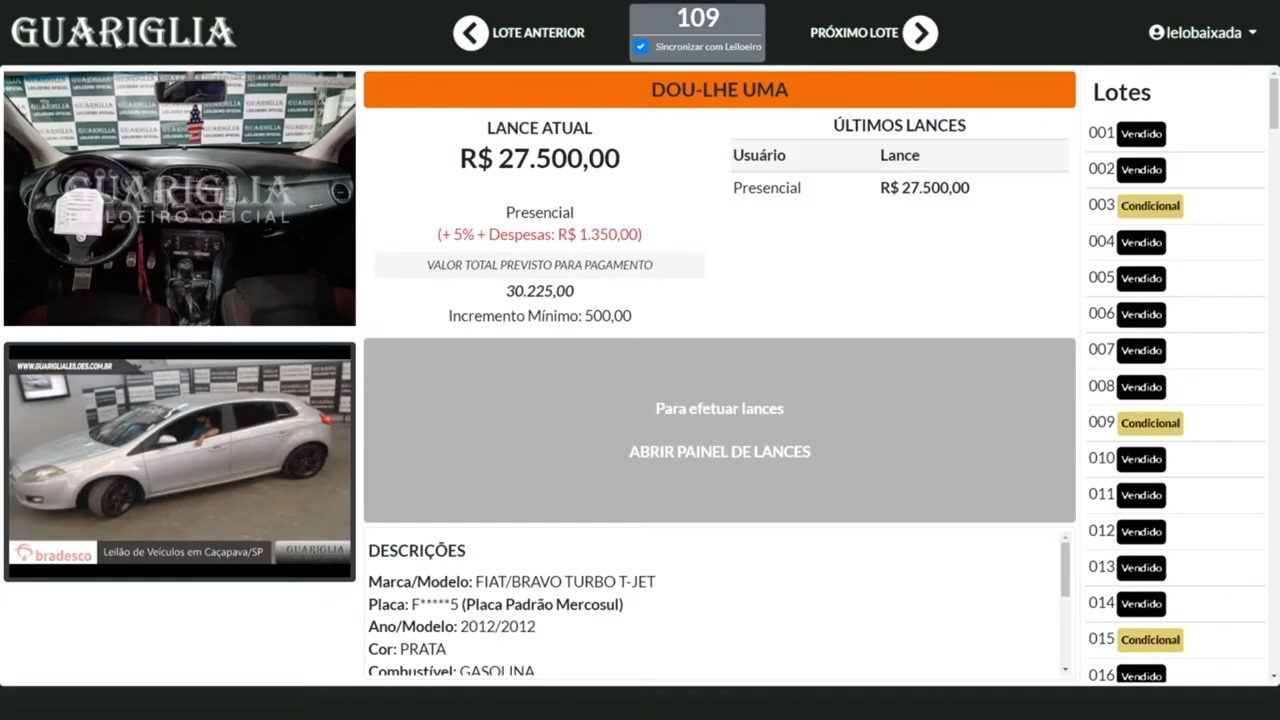 GUARIGLIA
LOTE ANTERIOR
109
Sincronizar com Leiloeiro
PRÓXIMO LOTE
lelobaixada
GUARIGLIA
LEILOEIRO OFICIAL
DOU-LHE UMA
LANCE ATUAL
R$ 27.500,00
Presencial
(+ 5% + Despesas: R$ 1.350,00)
VALOR TOTAL PREVISTO PARA PAGAMENTO
30.225,00
Incremento Mínimo: 500,00
ÚLTIMOS LANCES
Usuário Lance
Presencial R$ 27.500,00
Para efetuar lances
ABRIR PAINEL DE LANCES
WWW.GUARIGLIALEILOES.COM.BR
bradesco
Leilão de Veículos em Caçapava/SP
GUARIGLIA
DESCRIÇÕES
Marca/Modelo: FIAT/BRAVO TURBO T-JET
Placa: F*****5 (Placa Padrão Mercosul)
Ano/Modelo: 2012/2012
Cor: PRATA
Combustível: GASOLINA
Lotes
001 Vendido
002 Vendido
003 Condicional
004 Vendido
005 Vendido
006 Vendido
007 Vendido
008 Vendido
009 Condicional
010 Vendido
011 Vendido
012 Vendido
013 Vendido
014 Vendido
015 Condicional
016 Vendido